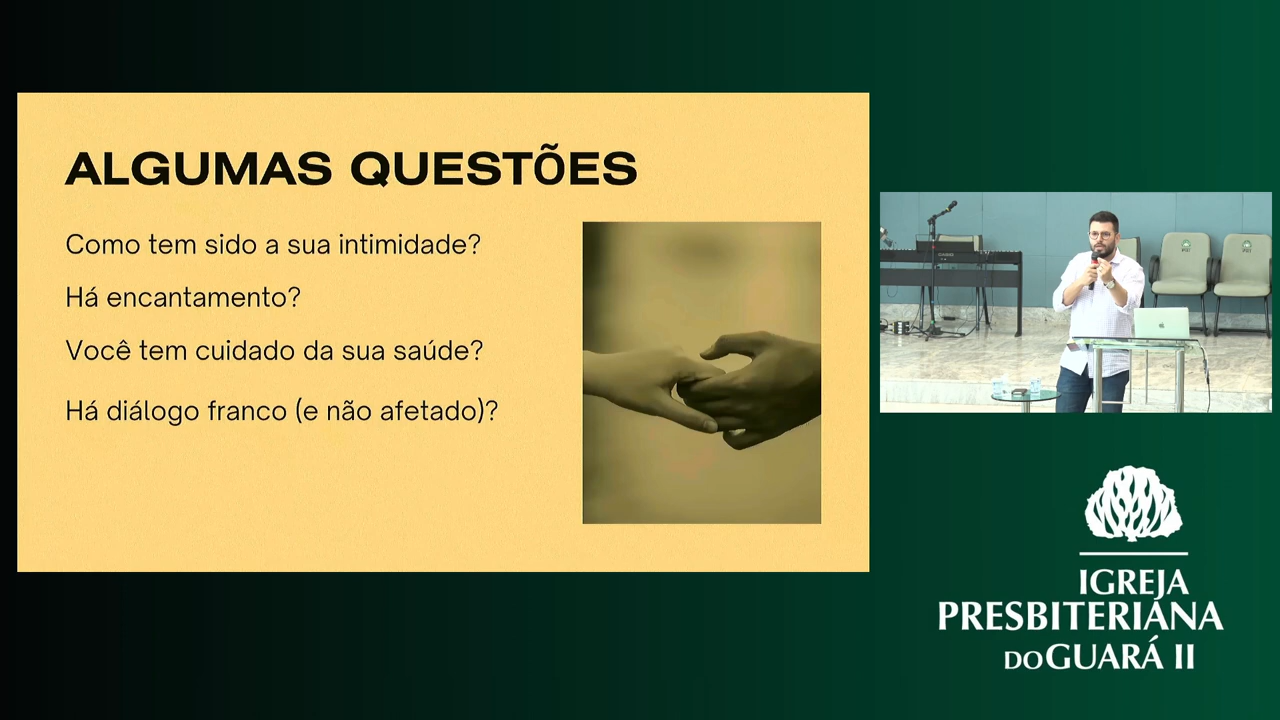 ALGUMAS QUESTÕES
Como tem sido a sua intimidade?
Há encantamento?
Você tem cuidado da sua saúde?
Há diálogo franco (e não afetado)?
IGREJA
PRESBITERIANA
DO GUARÁ II